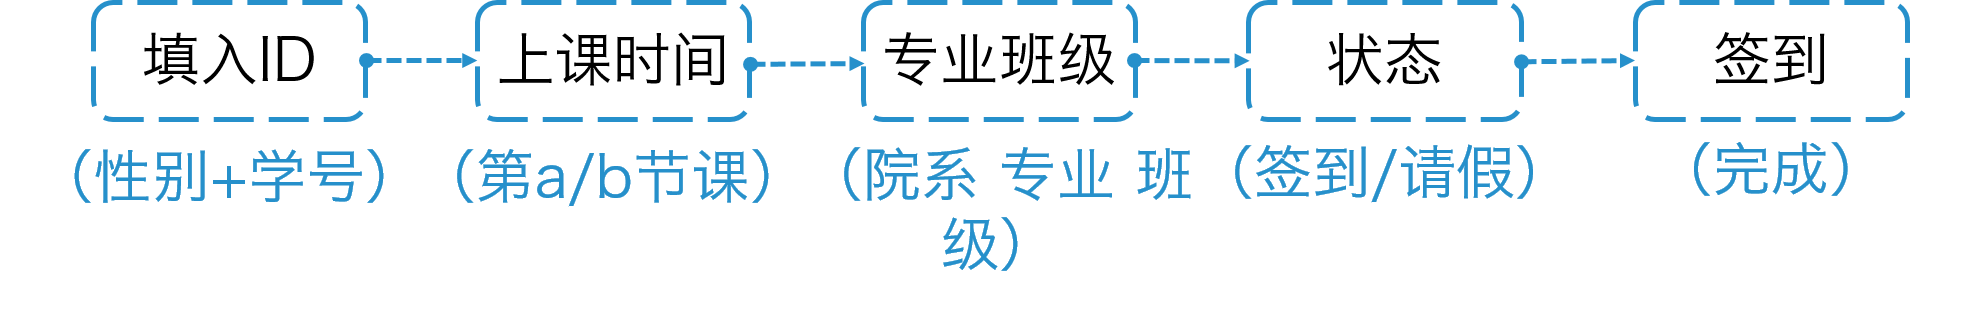 填入ID
上课时间
专业班级
状态
签到
（性别+学号）
（第a/b节课）
（院系 专业 班
级）
（签到/请假）
（完成）